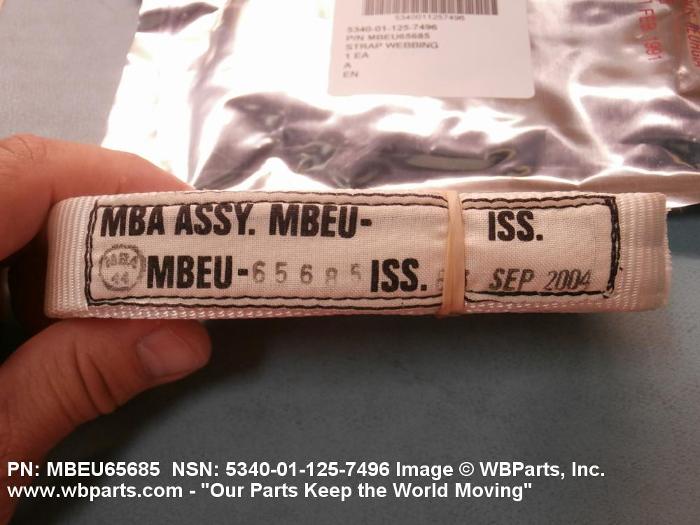 5340011257496
5340-01-125-7496
P/N MBEU65685
STRAP WEBBING
1 EA
A
EN
MBA ASSY. MBEU- ISS.
MBA 44 MBEU-65685 ISS. SEP 2004
PN: MBEU65685 NSN: 5340-01-125-7496 Image © WBParts, Inc.
www.wbparts.com - "Our Parts Keep the World Moving"